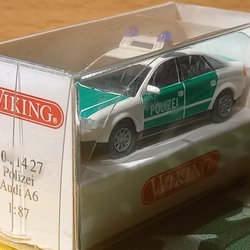 POLIZEI
WIKING®
0. 1427
Polizei
Audi A6
1:87
WIKING®